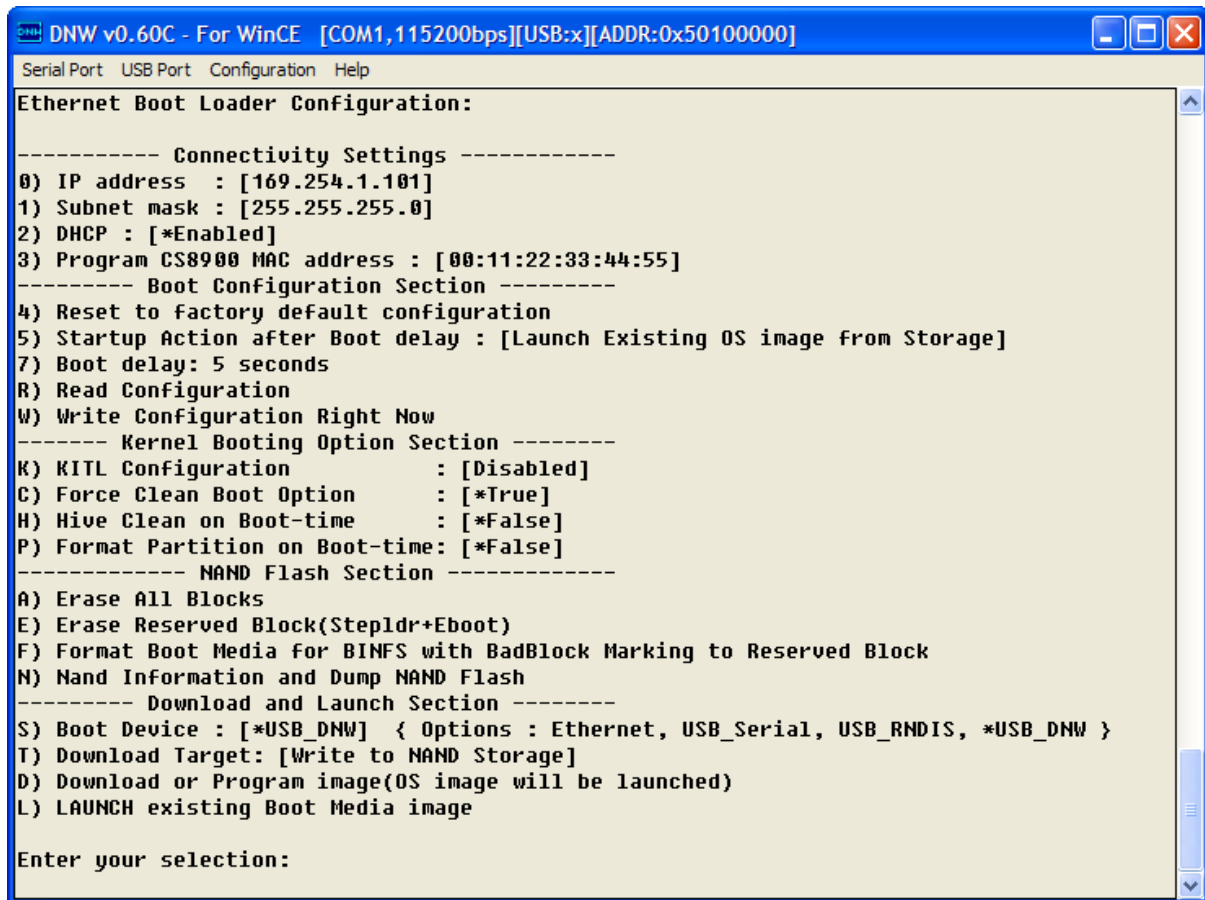 DNW v0.60C - For WinCE [COM1,115200bps][USB:x][ADDR:0x50100000]
Serial Port USB Port Configuration Help
Ethernet Boot Loader Configuration:
----------- Connectivity Settings ------------
0) IP address  : [169.254.1.101]
1) Subnet mask : [255.255.255.0]
2) DHCP : [*Enabled]
3) Program CS8900 MAC address : [00:11:22:33:44:55]
--------- Boot Configuration Section ---------
4) Reset to factory default configuration
5) Startup Action after Boot delay : [Launch Existing OS image from Storage]
7) Boot delay: 5 seconds
R) Read Configuration
W) Write Configuration Right Now
------- Kernel Booting Option Section --------
K) KITL Configuration           : [Disabled]
C) Force Clean Boot Option      : [*True]
H) Hive Clean on Boot-time      : [*False]
P) Format Partition on Boot-time: [*False]
------------- NAND Flash Section -------------
A) Erase All Blocks
E) Erase Reserved Block(Stepldr+Eboot)
F) Format Boot Media for BINFS with BadBlock Marking to Reserved Block
N) Nand Information and Dump NAND Flash
--------- Download and Launch Section --------
S) Boot Device : [*USB_DNW]  { Options : Ethernet, USB_Serial, USB_RNDIS, *USB_DNW }
T) Download Target: [Write to NAND Storage]
D) Download or Program image(OS image will be launched)
L) LAUNCH existing Boot Media image
Enter your selection: